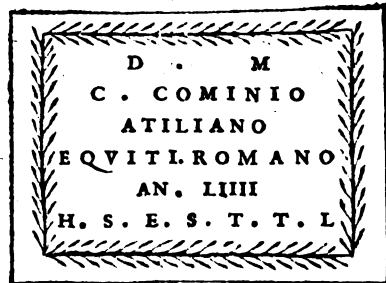 D . M
C . COMINIO
ATILIANO
EQVITI.ROMANO
AN. LIIII
H. S. E. S. T. T. L